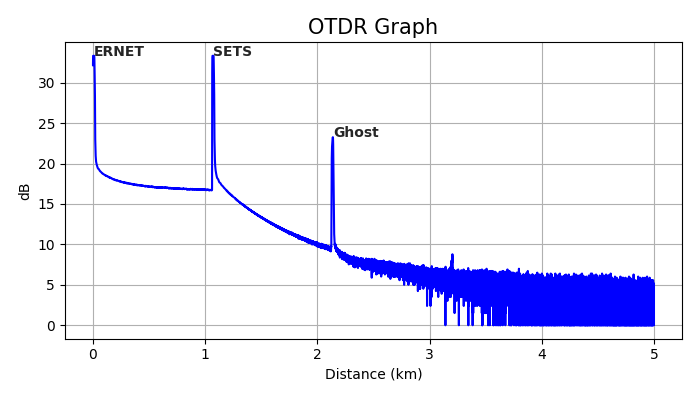 OTDR Graph
ERNET
SETS
Ghost
30
25
20
15
10
5
0
dB
0 1 2 3 4 5
Distance (km)